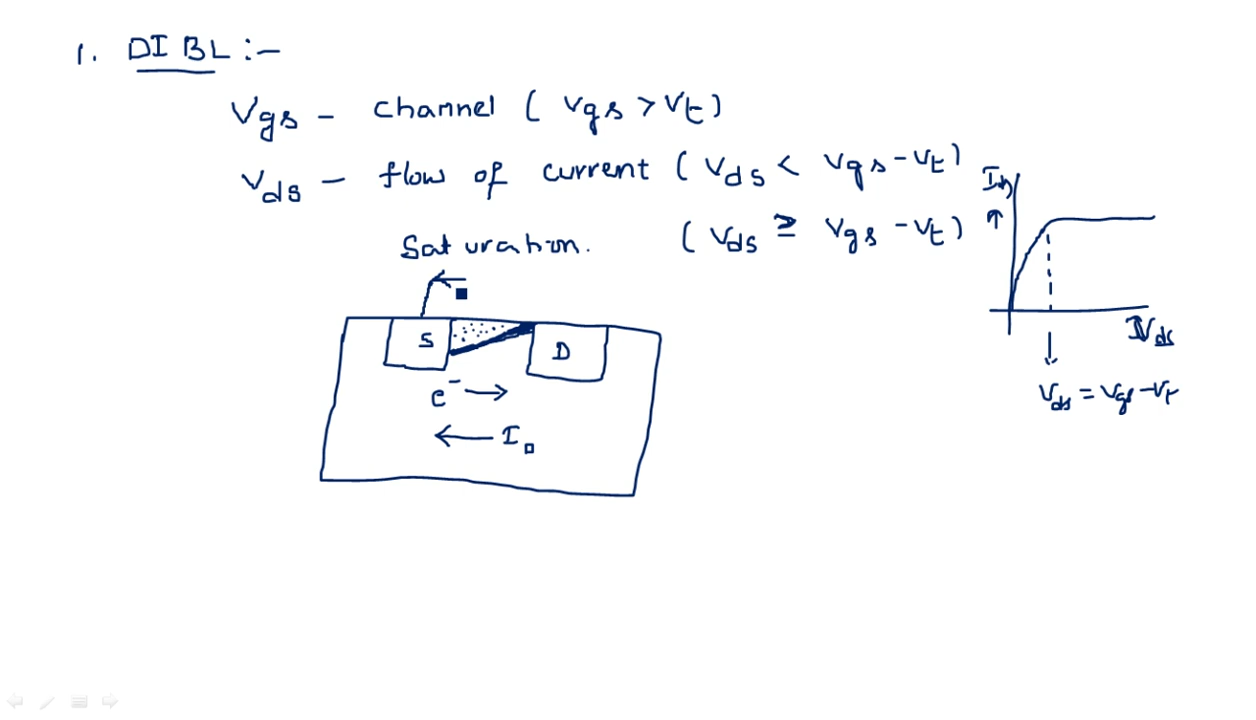 1. DIBL :-
Vgs - channel ( Vgs > Vt )
Vds - flow of current ( Vds < Vgs - Vt )
Saturation. ( Vds ≥ Vgs - Vt )
ID ↑
S
D
Vds
e⁻ →
Vds = Vgs - Vt
← ID